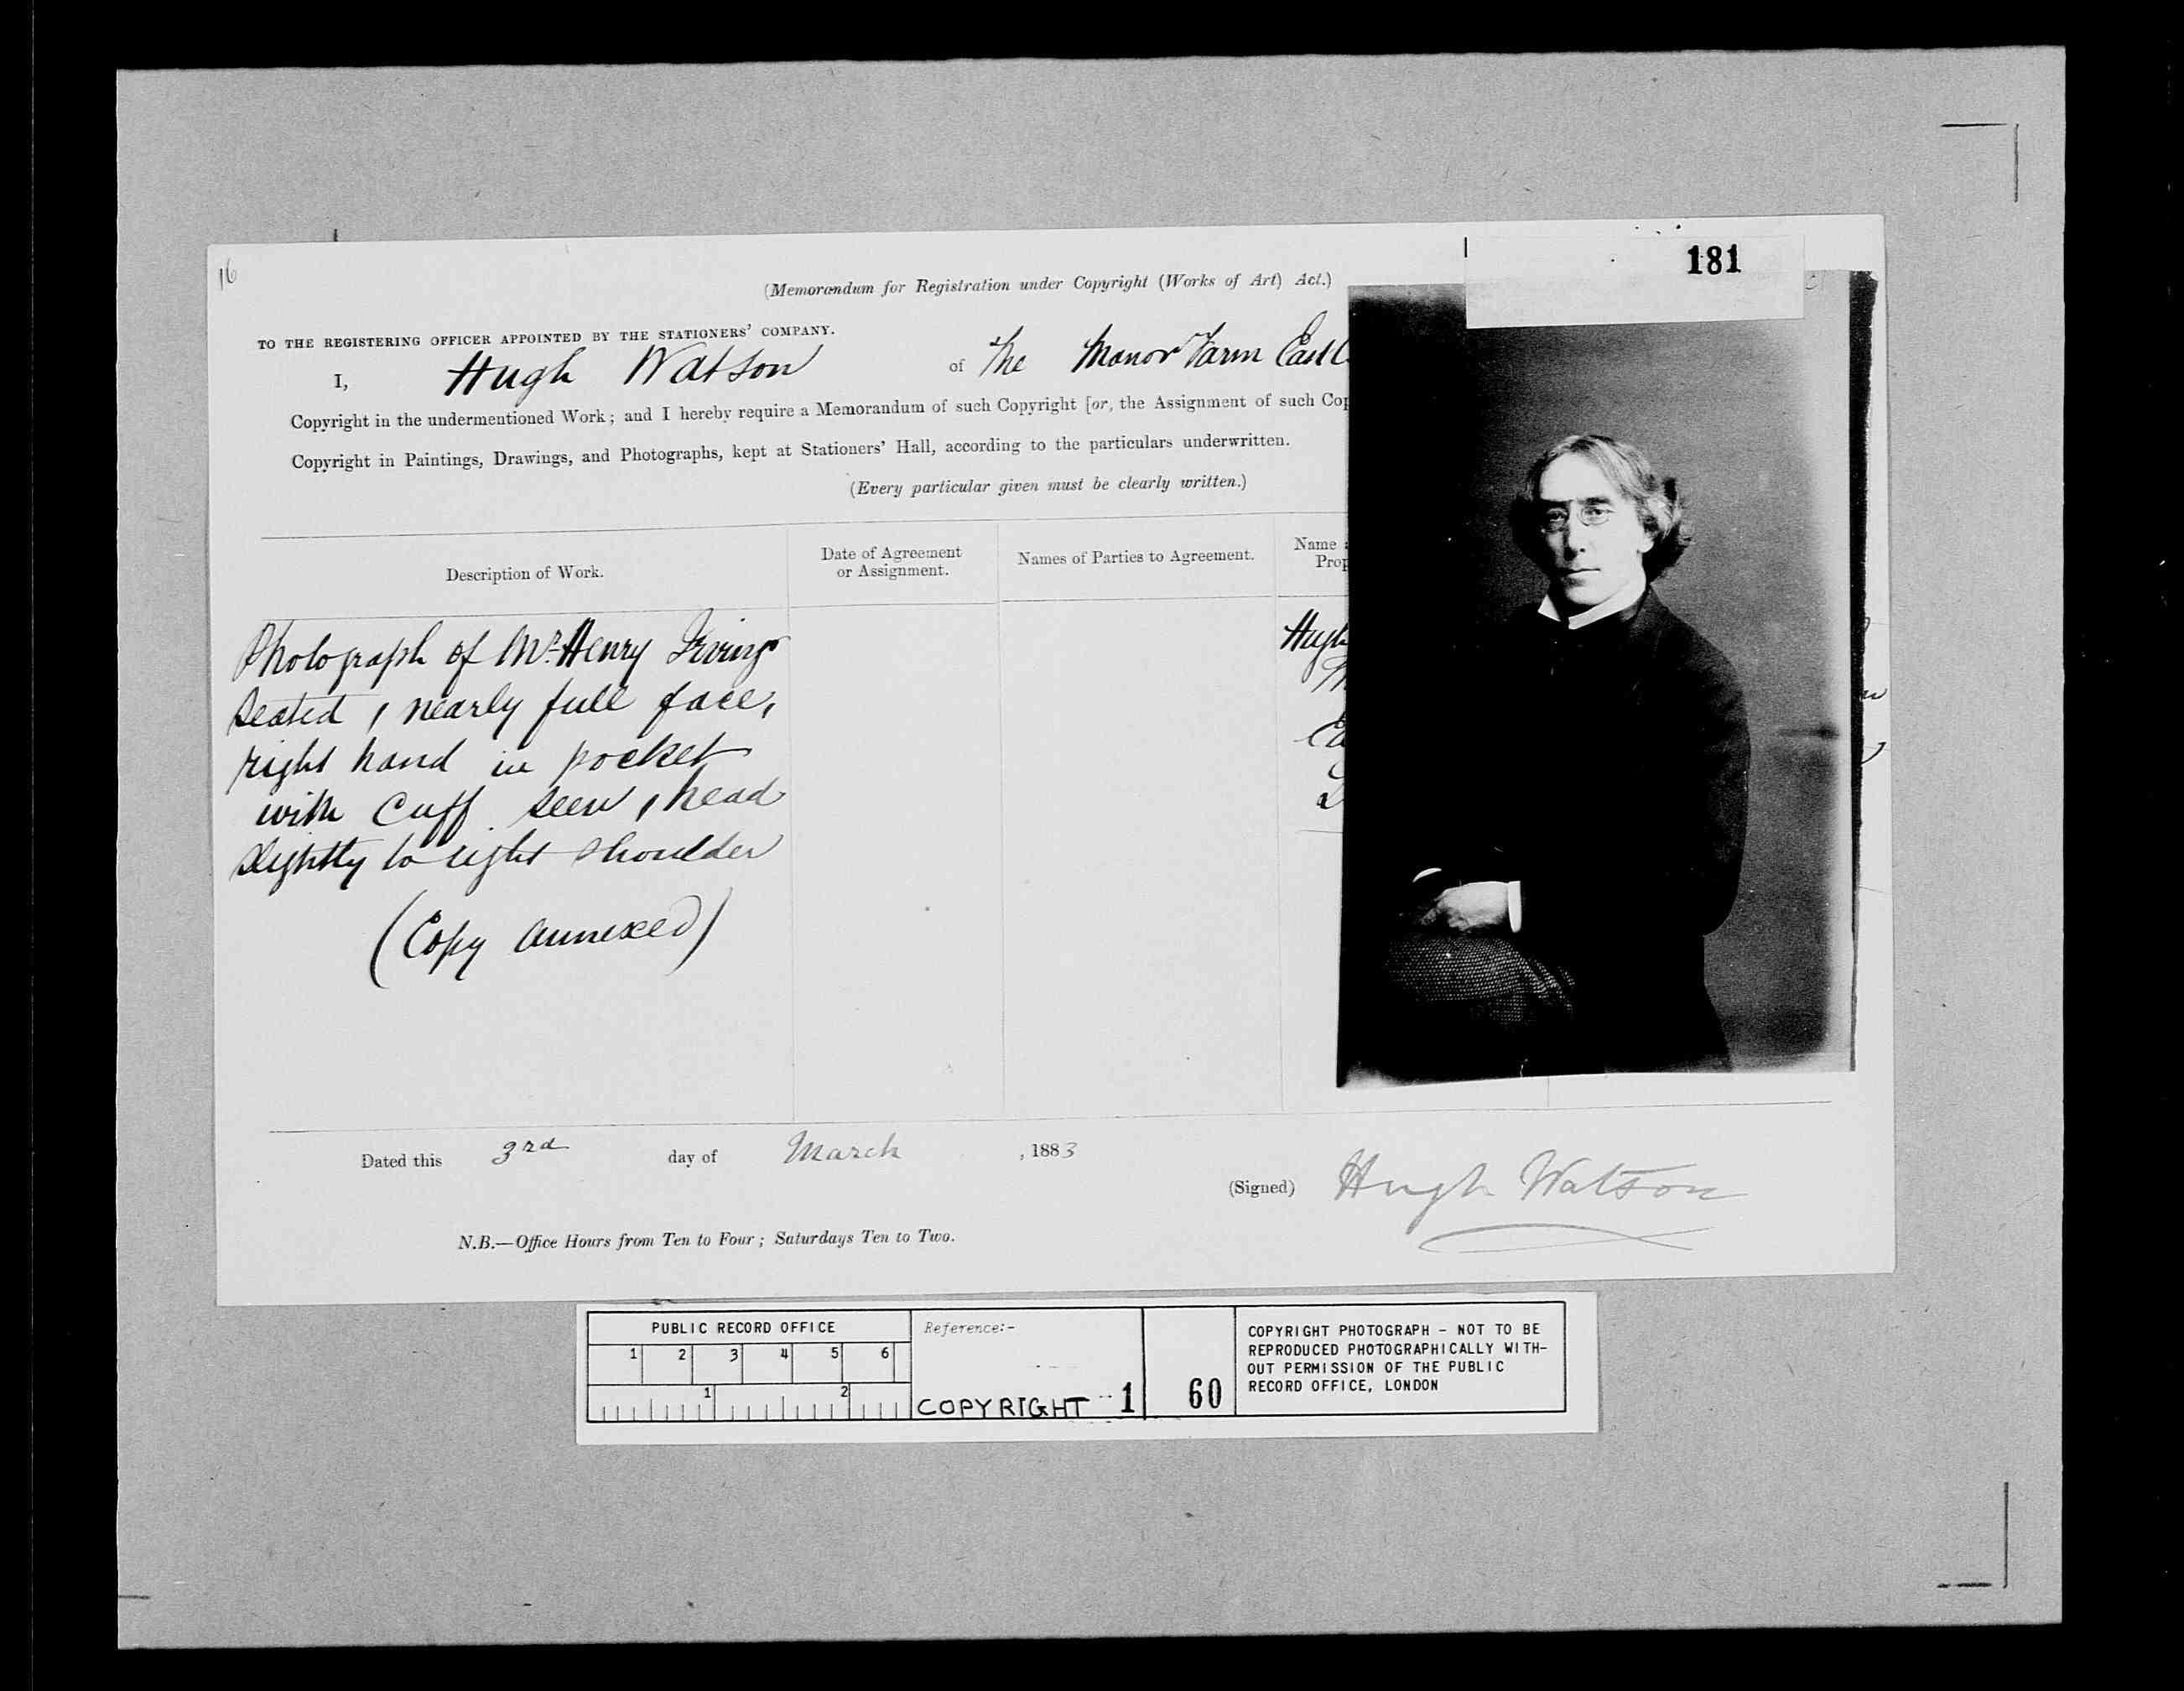 16
181
(Memorandum for Registration under Copyright (Works of Art) Act.)
TO THE REGISTERING OFFICER APPOINTED BY THE STATIONERS' COMPANY.
I, Hugh Watson of The Manor Farm
Copyright in the undermentioned Work; and I hereby require a Memorandum of such Copyright [or, the Assignment of such Cop
Copyright in Paintings, Drawings, and Photographs, kept at Stationers' Hall, according to the particulars underwritten.
(Every particular given must be clearly written.)
Description of Work.
Date of Agreement
or Assignment.
Names of Parties to Agreement.
Name
Prop
Photograph of Mr. Henry Irving
seated, nearly full face,
right hand in pocket
with cuff seen, head
slightly to right shoulder
(Copy annexed)
Hugh
Dated this 3rd day of March, 1883
(Signed) Hugh Watson
N.B.—Office Hours from Ten to Four; Saturdays Ten to Two.
PUBLIC RECORD OFFICE
1 2 3 4 5 6
1 2
Reference:-
COPYRIGHT 1 60
COPYRIGHT PHOTOGRAPH - NOT TO BE
REPRODUCED PHOTOGRAPHICALLY WITH-
OUT PERMISSION OF THE PUBLIC
RECORD OFFICE, LONDON